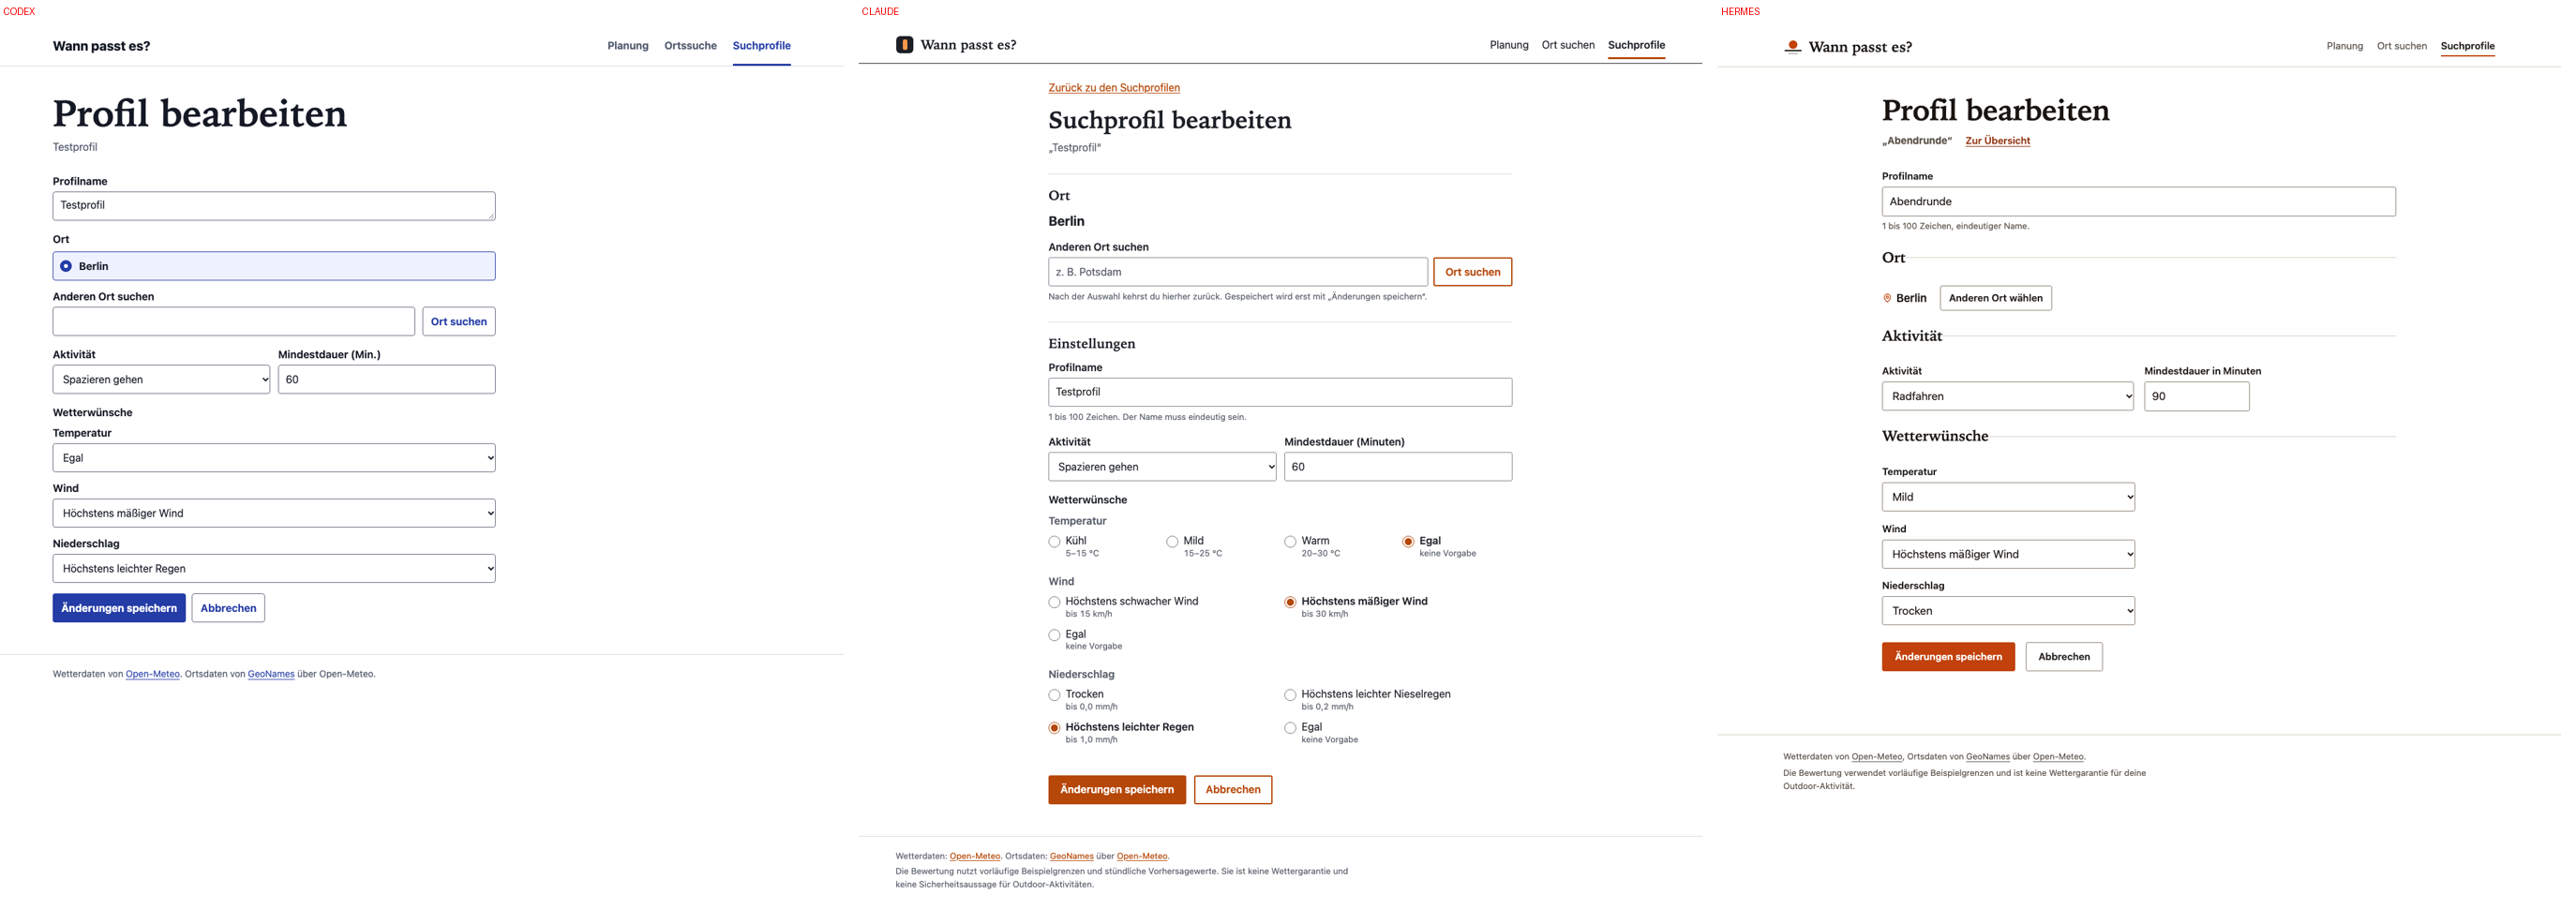 CODEX
Wann passt es?
Planung Ortssuche Suchprofile
Profil bearbeiten
Testprofil
Profilname
Testprofil
Ort
Berlin
Anderen Ort suchen
Ort suchen
Aktivität Mindestdauer (Min.)
Spazieren gehen 60
Wetterwünsche
Temperatur
Egal
Wind
Höchstens mäßiger Wind
Niederschlag
Höchstens leichter Regen
Änderungen speichern Abbrechen
Wetterdaten von Open-Meteo. Ortsdaten von GeoNames über Open-Meteo.
CLAUDE
Wann passt es?
Planung Ort suchen Suchprofile
Zurück zu den Suchprofilen
Suchprofil bearbeiten
„Testprofil“
Ort
Berlin
Anderen Ort suchen
z. B. Potsdam Ort suchen
Nach der Auswahl kehrst du hierher zurück. Gespeichert wird erst mit „Änderungen speichern“.
Einstellungen
Profilname
Testprofil
1 bis 100 Zeichen. Der Name muss eindeutig sein.
Aktivität Mindestdauer (Minuten)
Spazieren gehen 60
Wetterwünsche
Temperatur
Kühl Mild Warm Egal
5–15 °C 15–25 °C 20–30 °C keine Vorgabe
Wind
Höchstens schwacher Wind Höchstens mäßiger Wind
bis 15 km/h bis 30 km/h
Egal
keine Vorgabe
Niederschlag
Trocken Höchstens leichter Nieselregen
bis 0,0 mm/h bis 0,2 mm/h
Höchstens leichter Regen Egal
bis 1,0 mm/h keine Vorgabe
Änderungen speichern Abbrechen
Wetterdaten: Open-Meteo. Ortsdaten: GeoNames über Open-Meteo.
Die Bewertung nutzt vorläufige Beispielgrenzen und stündliche Vorhersagewerte. Sie ist keine Wettergarantie und
keine Sicherheitsaussage für Outdoor-Aktivitäten.
HERMES
Wann passt es?
Planung Ort suchen Suchprofile
Profil bearbeiten
„Abendrunde“ Zur Übersicht
Profilname
Abendrunde
1 bis 100 Zeichen, eindeutiger Name.
Ort
Berlin Anderen Ort wählen
Aktivität
Aktivität Mindestdauer in Minuten
Radfahren 90
Wetterwünsche
Temperatur
Mild
Wind
Höchstens mäßiger Wind
Niederschlag
Trocken
Änderungen speichern Abbrechen
Wetterdaten von Open-Meteo, Ortsdaten von GeoNames über Open-Meteo.
Die Bewertung verwendet vorläufige Beispielgrenzen und ist keine Wettergarantie für deine
Outdoor-Aktivität.